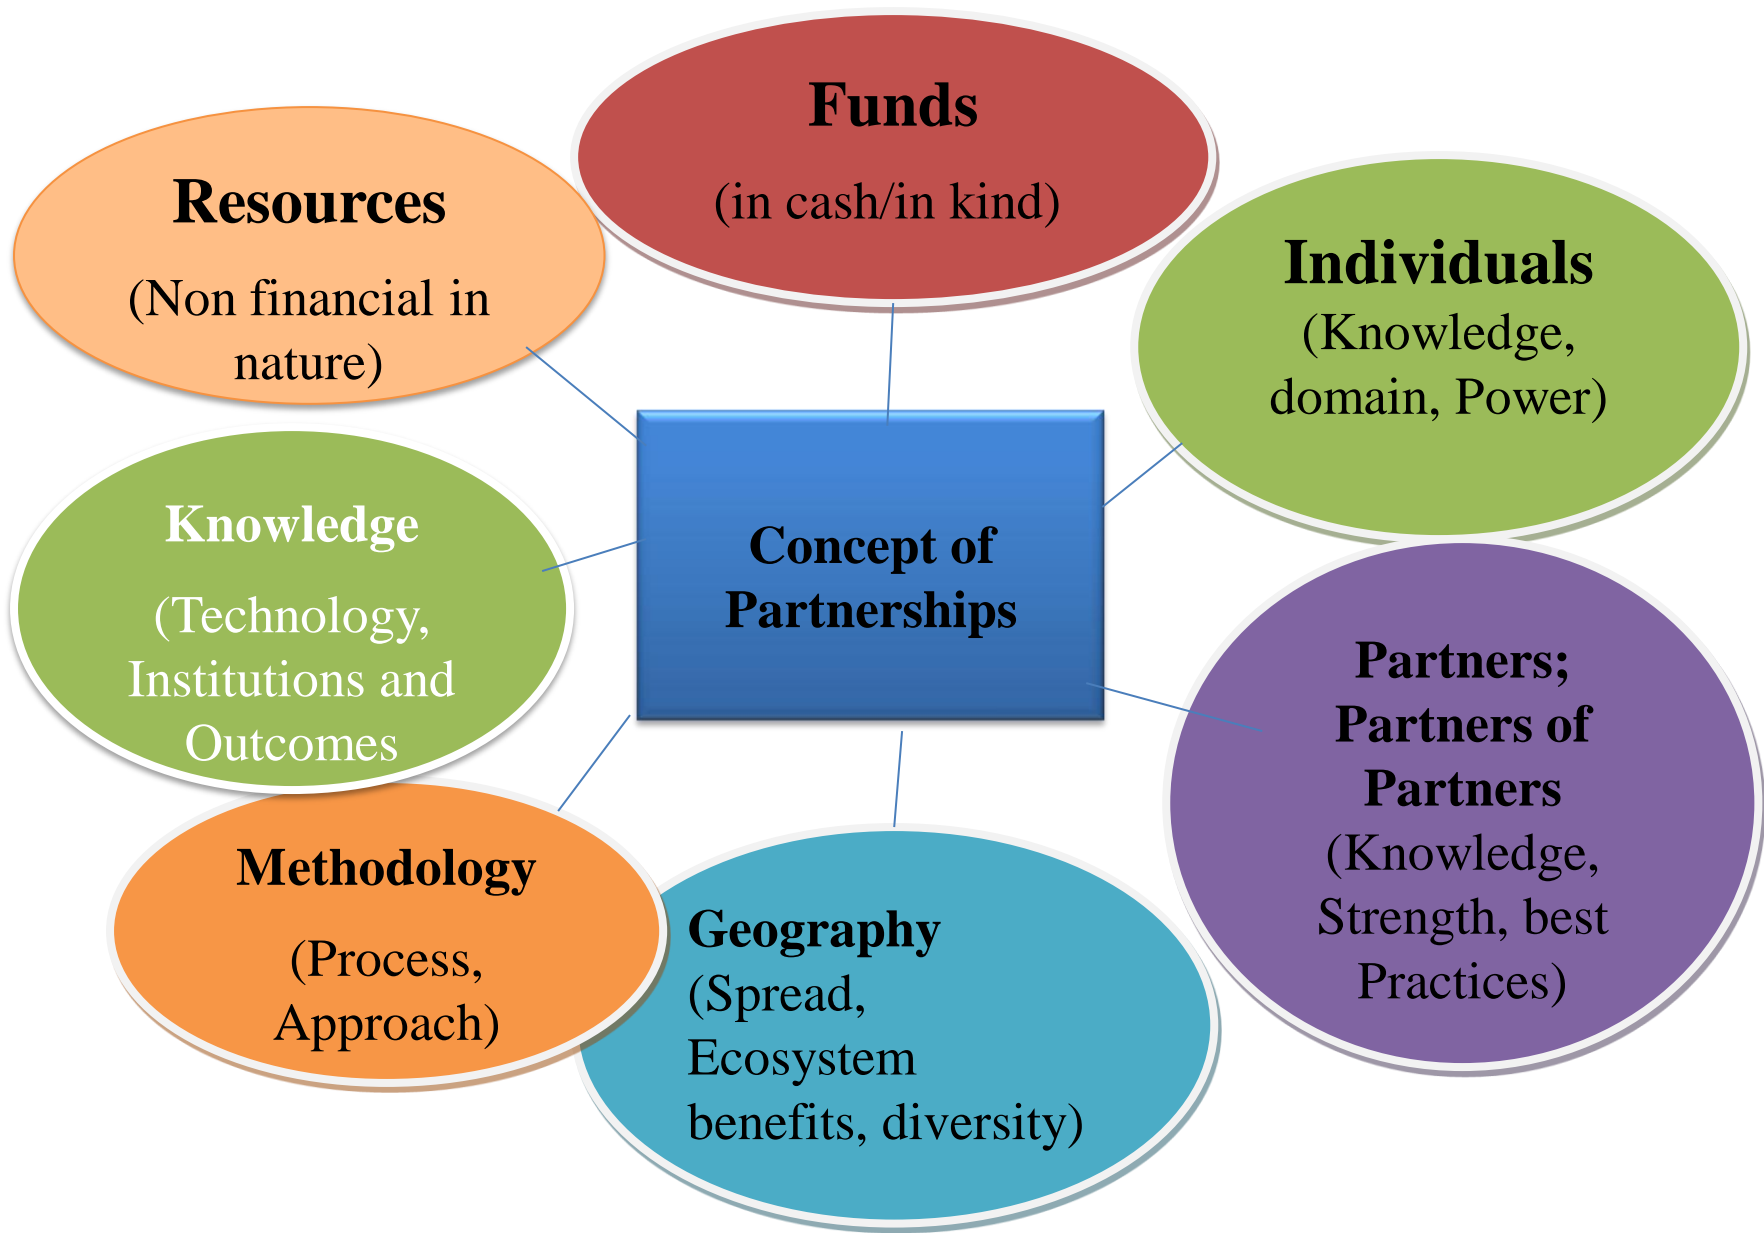 Funds
(in cash/in kind)
Resources
(Non financial in
nature)
Individuals
(Knowledge,
domain, Power)
Knowledge
(Technology,
Institutions and
Outcomes
Concept of
Partnerships
Partners;
Partners of
Partners
(Knowledge,
Strength, best
Practices)
Methodology
(Process,
Approach)
Geography
(Spread,
Ecosystem
benefits, diversity)